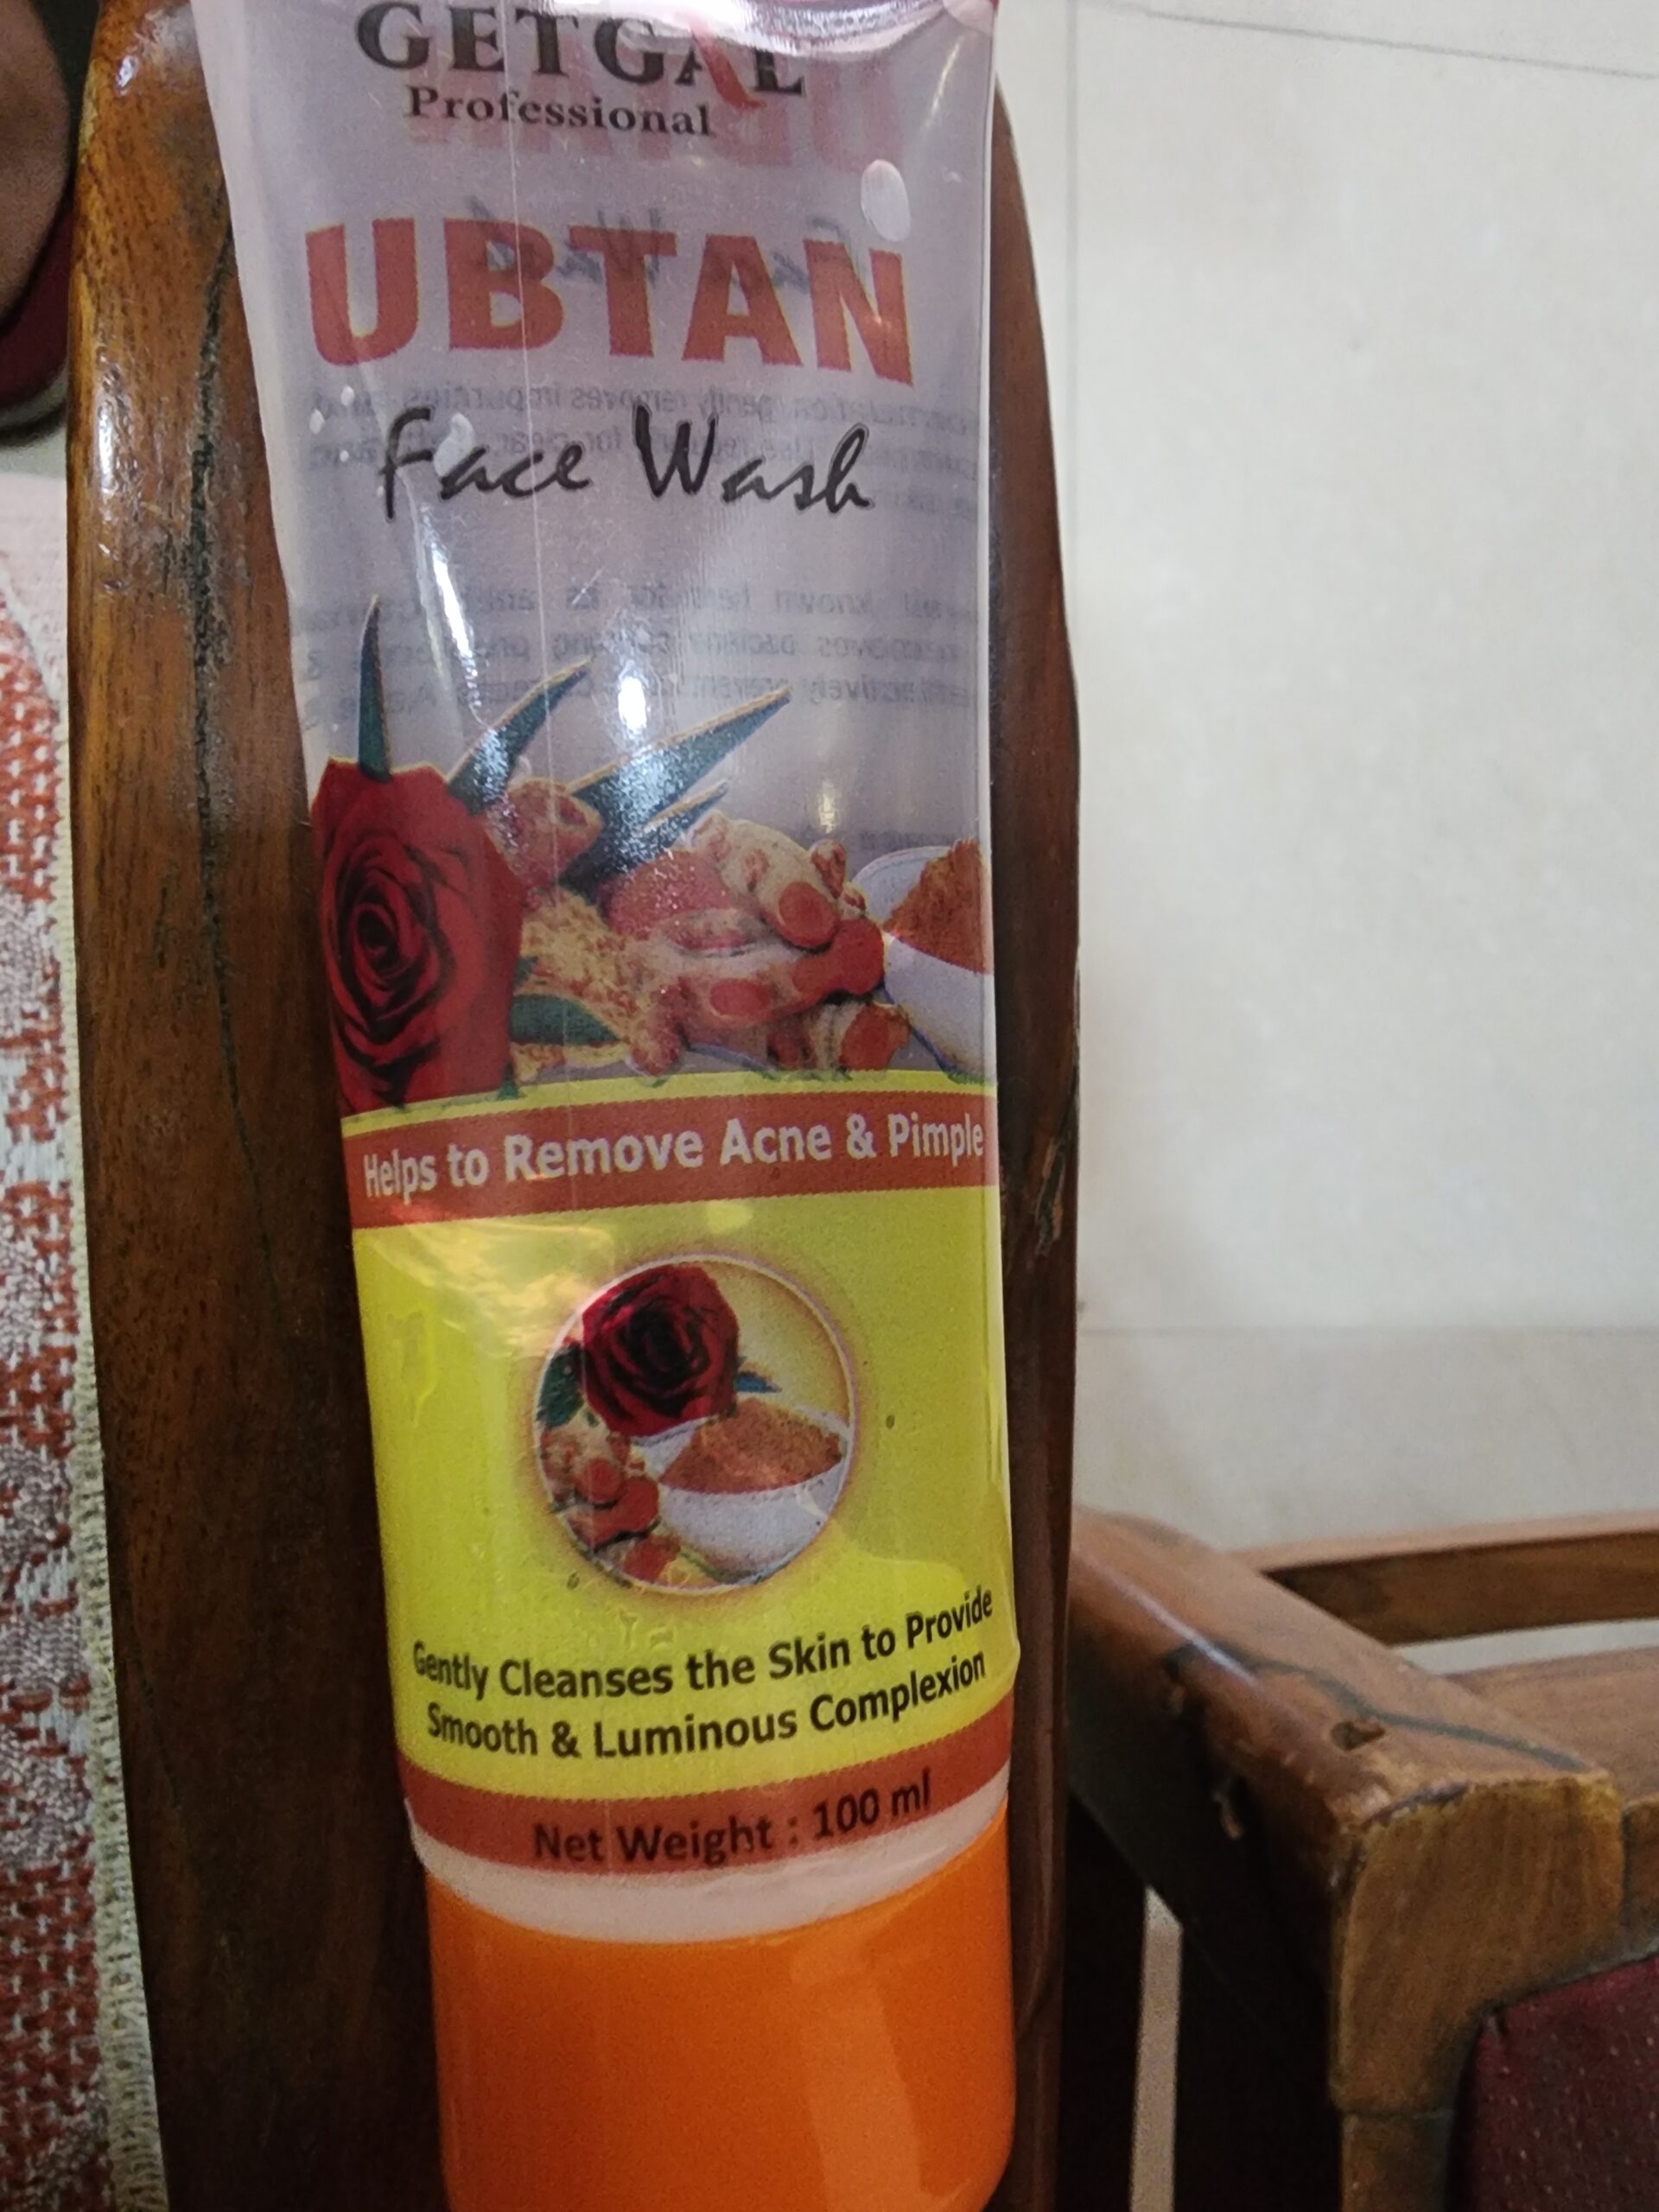 GETGAL
Professional
UBTAN
Face Wash
Helps to Remove Acne & Pimple
Gently Cleanses the Skin to Provide
Smooth & Luminous Complexion
Net Weight : 100 ml